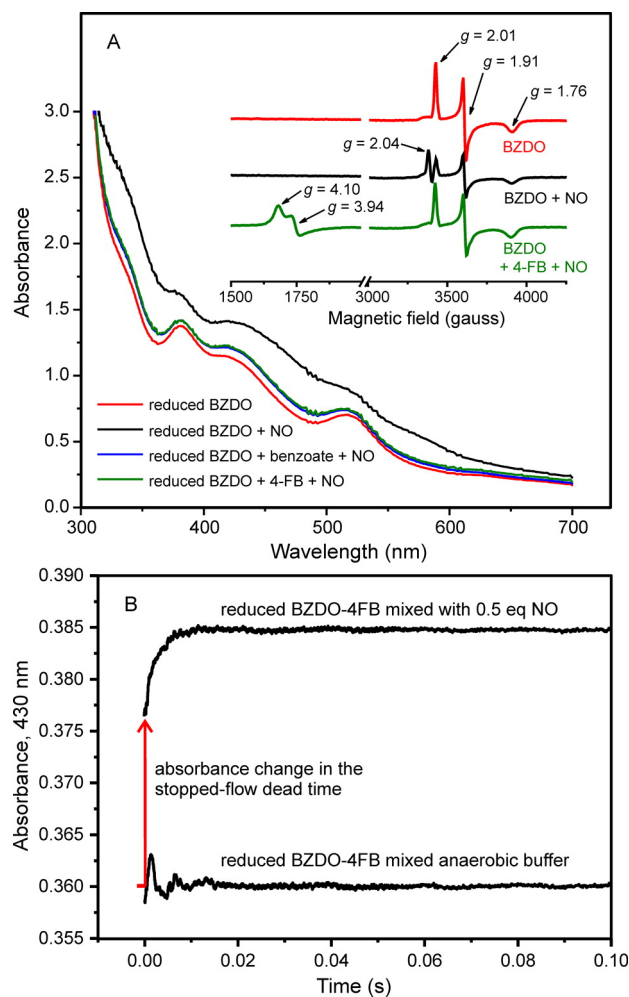 A
g = 2.01
g = 1.91
g = 1.76
BZDO
g = 2.04
BZDO + NO
g = 4.10
g = 3.94
BZDO
+ 4-FB + NO
1500 1750 3000 3500 4000
Magnetic field (gauss)
3.0
2.5
2.0
1.5
1.0
0.5
0.0
Absorbance
reduced BZDO
reduced BZDO + NO
reduced BZDO + benzoate + NO
reduced BZDO + 4-FB + NO
300 400 500 600 700
Wavelength (nm)
B
0.390
0.385
0.380
0.375
0.370
0.365
0.360
0.355
Absorbance, 430 nm
reduced BZDO-4FB mixed with 0.5 eq NO
absorbance change in the
stopped-flow dead time
reduced BZDO-4FB mixed anaerobic buffer
0.00 0.02 0.04 0.06 0.08 0.10
Time (s)